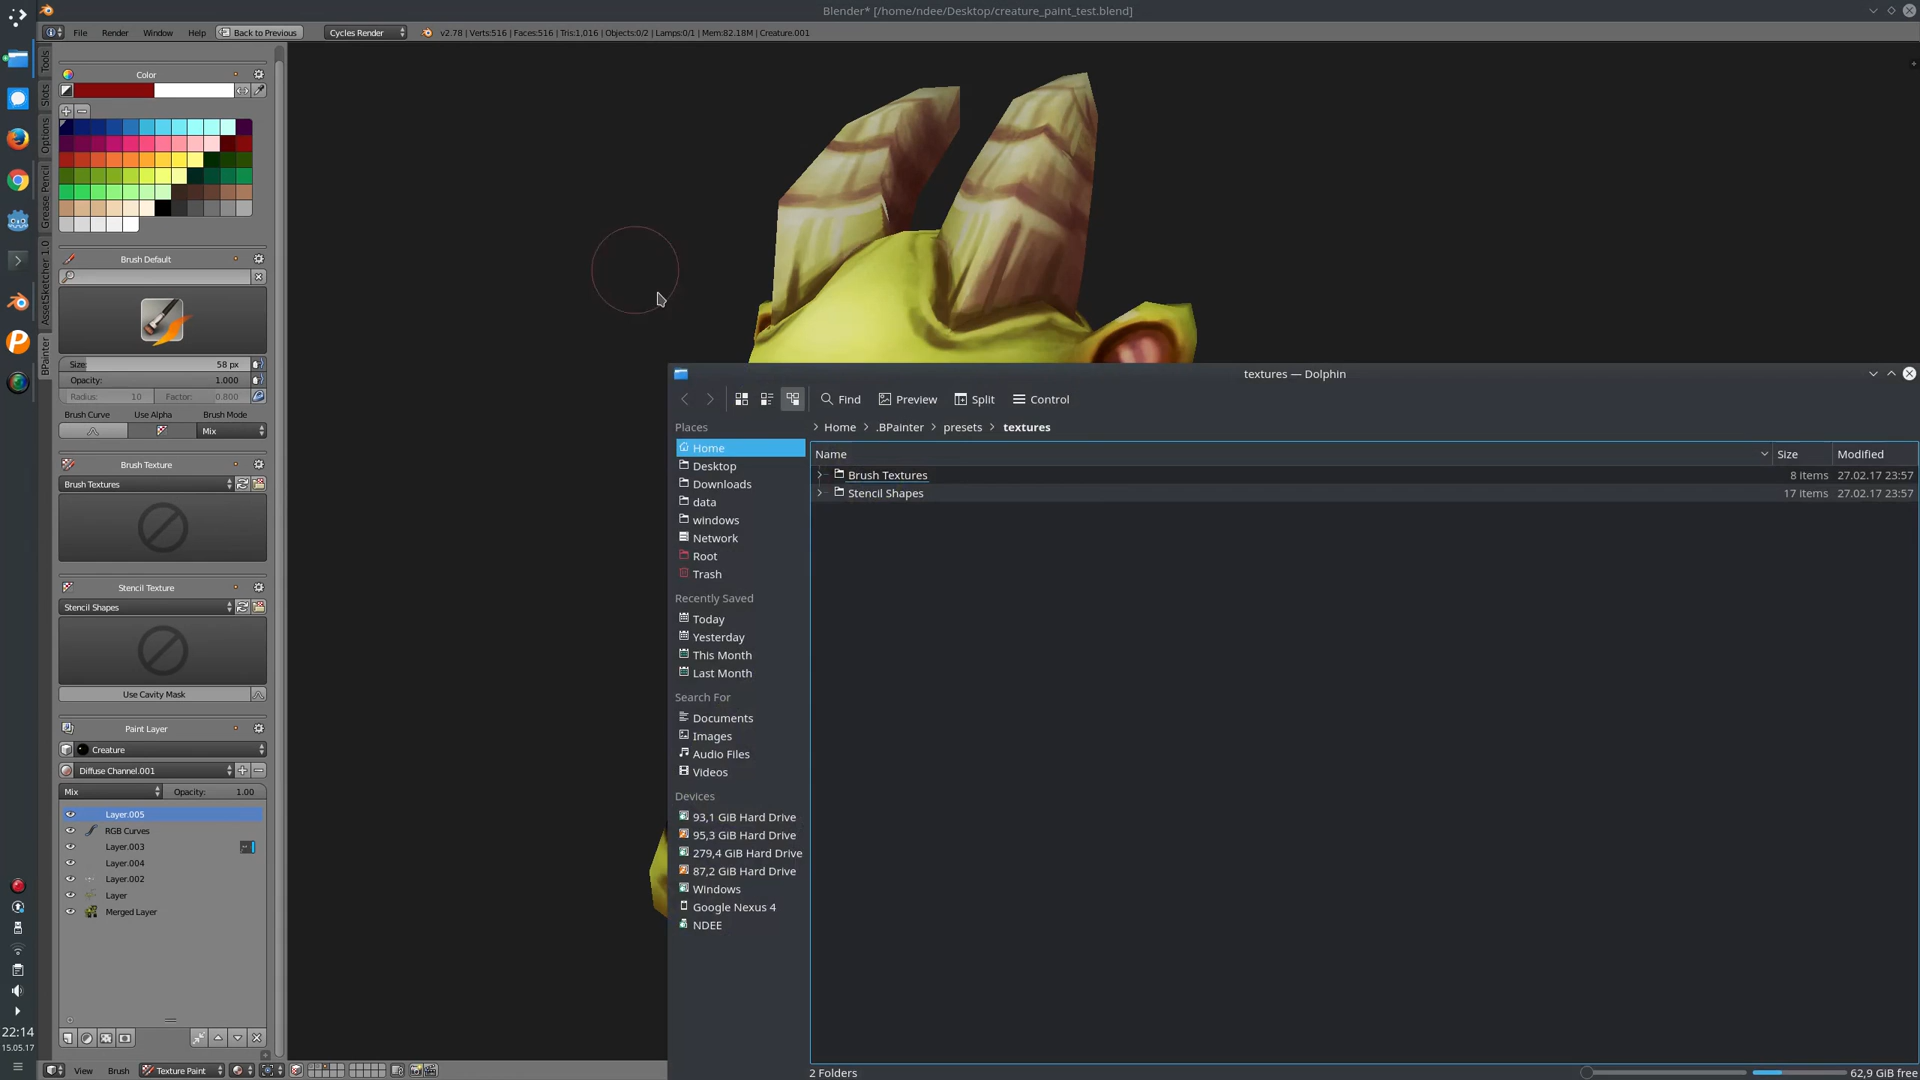 Blender* [/home/ndee/Desktop/creature_paint_test.blend]
File Render Window Help Back to Previous Cycles Render v2.78 | Verts:516 | Faces:516 | Tris:1,016 | Objects:0/2 | Lamps:0/1 | Mem:82.18M | Creature.001
Tools
Slots
Options
Grease Pencil
AssetSketcher 1.0
BPainter
Color
Brush Default
Size: 58 px
Opacity: 1.000
Radius: 10 Factor: 0.800
Brush Curve Use Alpha Brush Mode
Mix
Brush Texture
Brush Textures
Stencil Texture
Stencil Shapes
Use Cavity Mask
Paint Layer
Creature
Diffuse Channel.001
Mix Opacity: 1.00
Layer.005
RGB Curves
Layer.003
Layer.004
Layer.002
Layer
Merged Layer
View Brush Texture Paint
22:14
15.05.17
textures — Dolphin
Find Preview Split Control
Places
Home
Desktop
Downloads
data
windows
Network
Root
Trash
Recently Saved
Today
Yesterday
This Month
Last Month
Search For
Documents
Images
Audio Files
Videos
Devices
93,1 GiB Hard Drive
95,3 GiB Hard Drive
279,4 GiB Hard Drive
87,2 GiB Hard Drive
Windows
Google Nexus 4
NDEE
Home .BPainter presets textures
Name Size Modified
Brush Textures 8 items 27.02.17 23:57
Stencil Shapes 17 items 27.02.17 23:57
2 Folders 62,9 GiB free